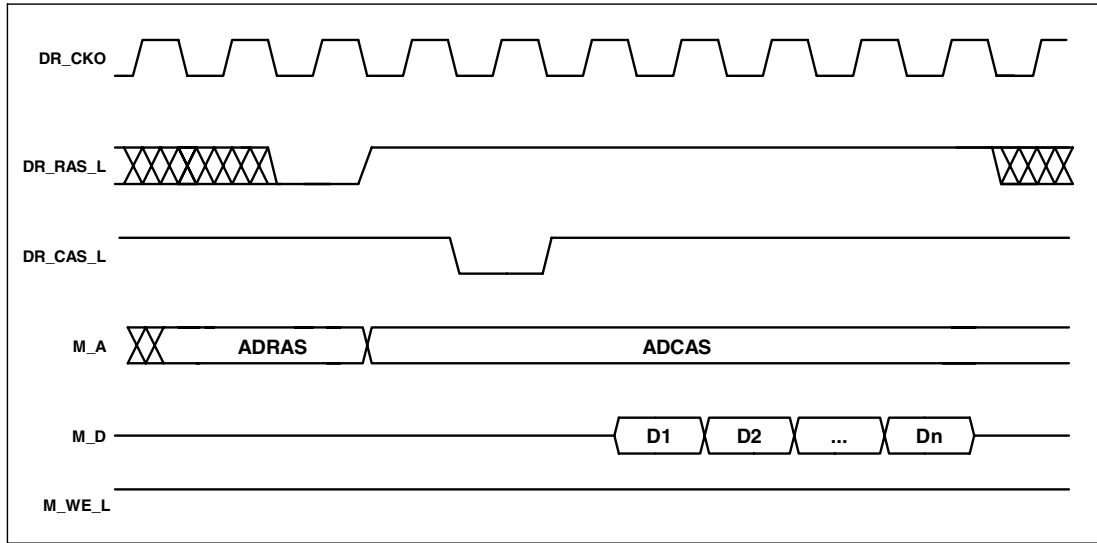 DR_CKO
DR_RAS_L
DR_CAS_L
M_A ADRAS ADCAS
M_D D1 D2 ... Dn
M_WE_L